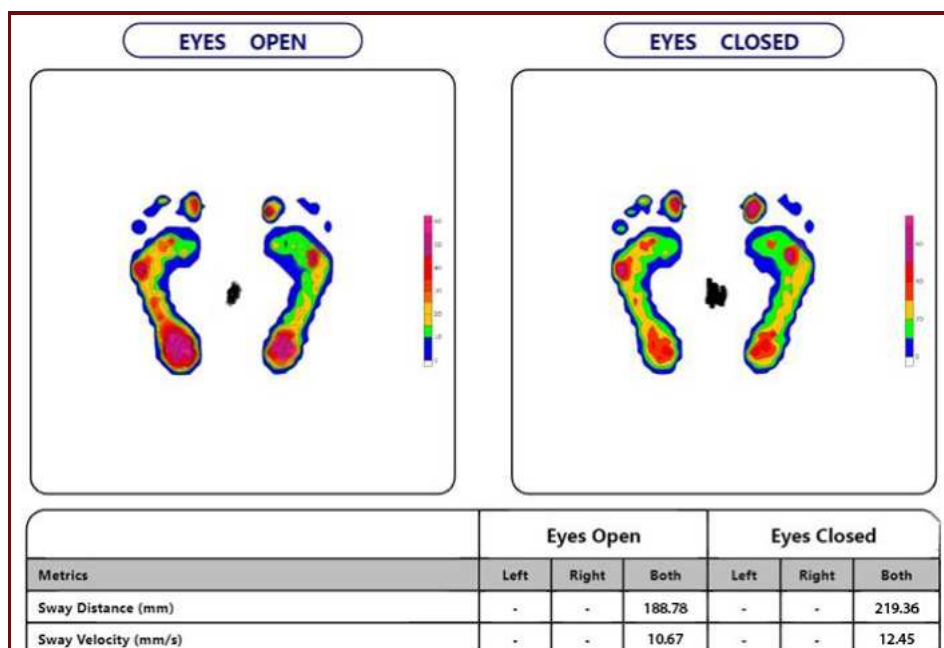 EYES OPEN
EYES CLOSED
Eyes Open Eyes Closed
Metrics Left Right Both Left Right Both
Sway Distance (mm) - - 188.78 - - 219.36
Sway Velocity (mm/s) - - 10.67 - - 12.45